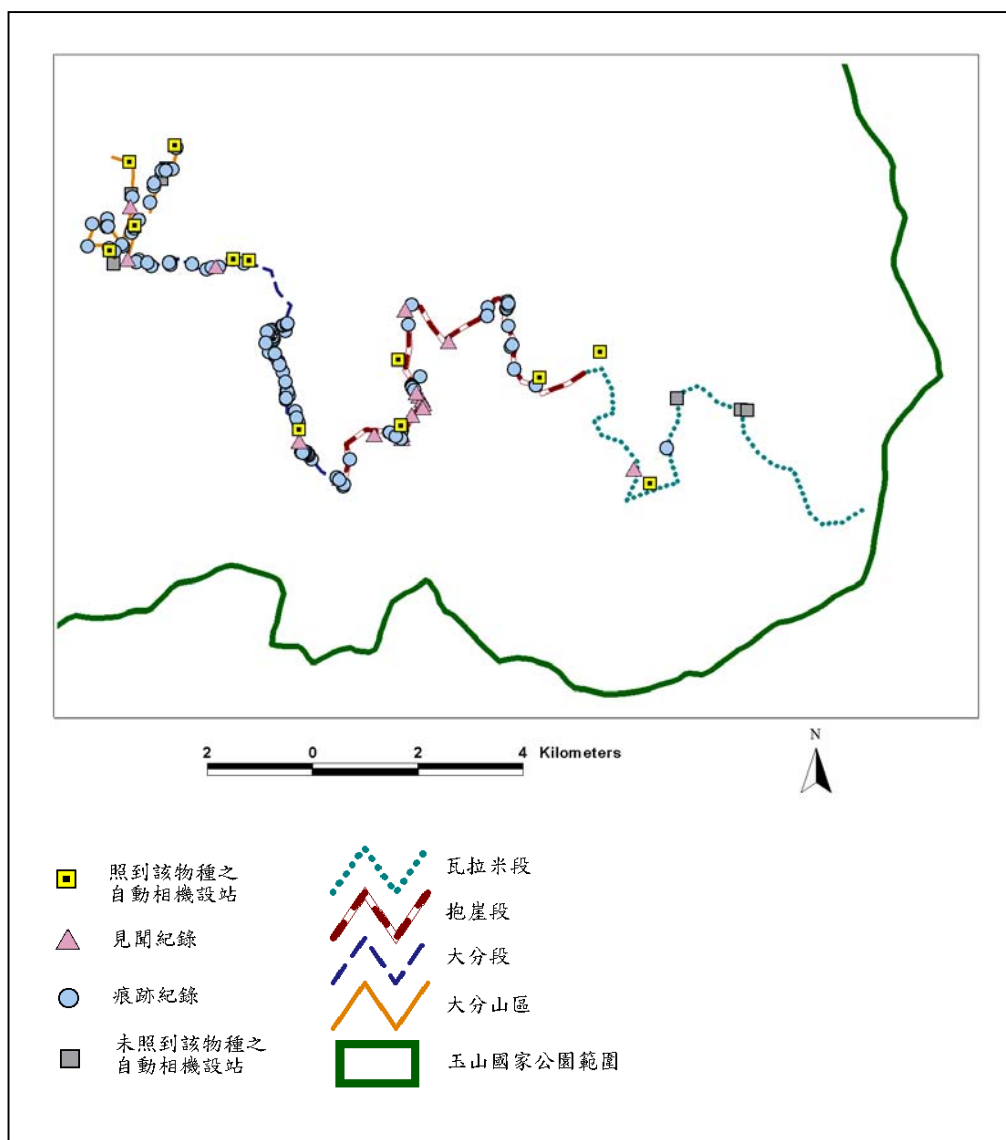 2 0 2 4 Kilometers
N
照到該物種之
自動相機設站
見聞紀錄
痕跡紀錄
未照到該物種之
自動相機設站
瓦拉米段
抱崖段
大分段
大分山區
玉山國家公園範圍